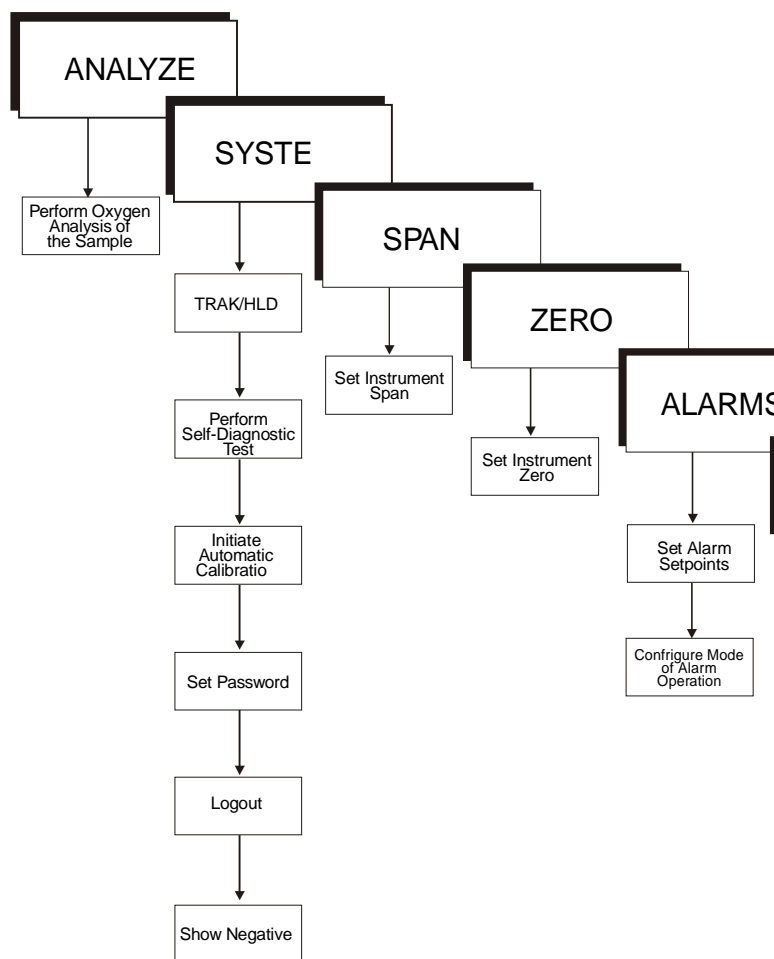 ANALYZE
Perform Oxygen
Analysis of
the Sample
SYSTE
TRAK/HLD
Perform
Self-Diagnostic
Test
Initiate
Automatic
Calibratio
Set Password
Logout
Show Negative
SPAN
Set Instrument
Span
ZERO
Set Instrument
Zero
ALARMS
Set Alarm
Setpoints
Confrigure Mode
of Alarm
Operation